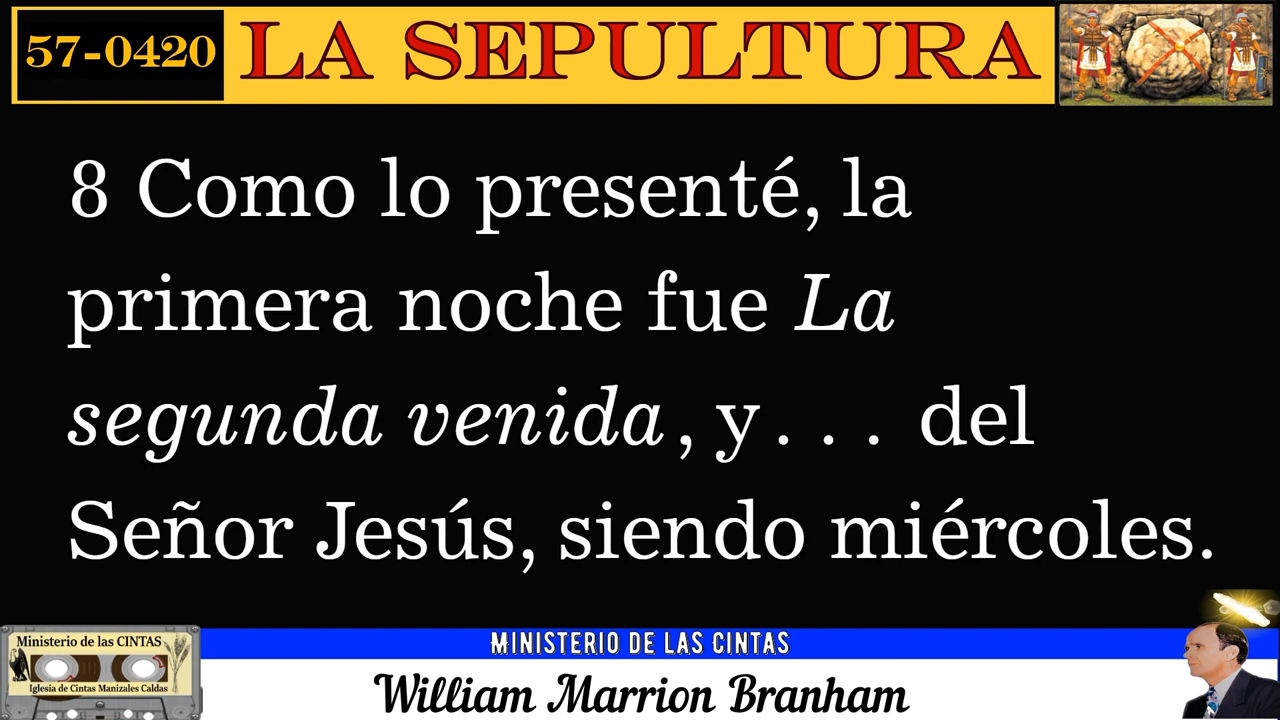 57-0420 LA SEPULTURA
8 Como lo presenté, la
primera noche fue La
segunda venida, y. . . del
Señor Jesús, siendo miércoles.
MINISTERIO DE LAS CINTAS
Ministerio de las CINTAS
Iglesia de Cintas Manizales Caldas
William Marrion Branham